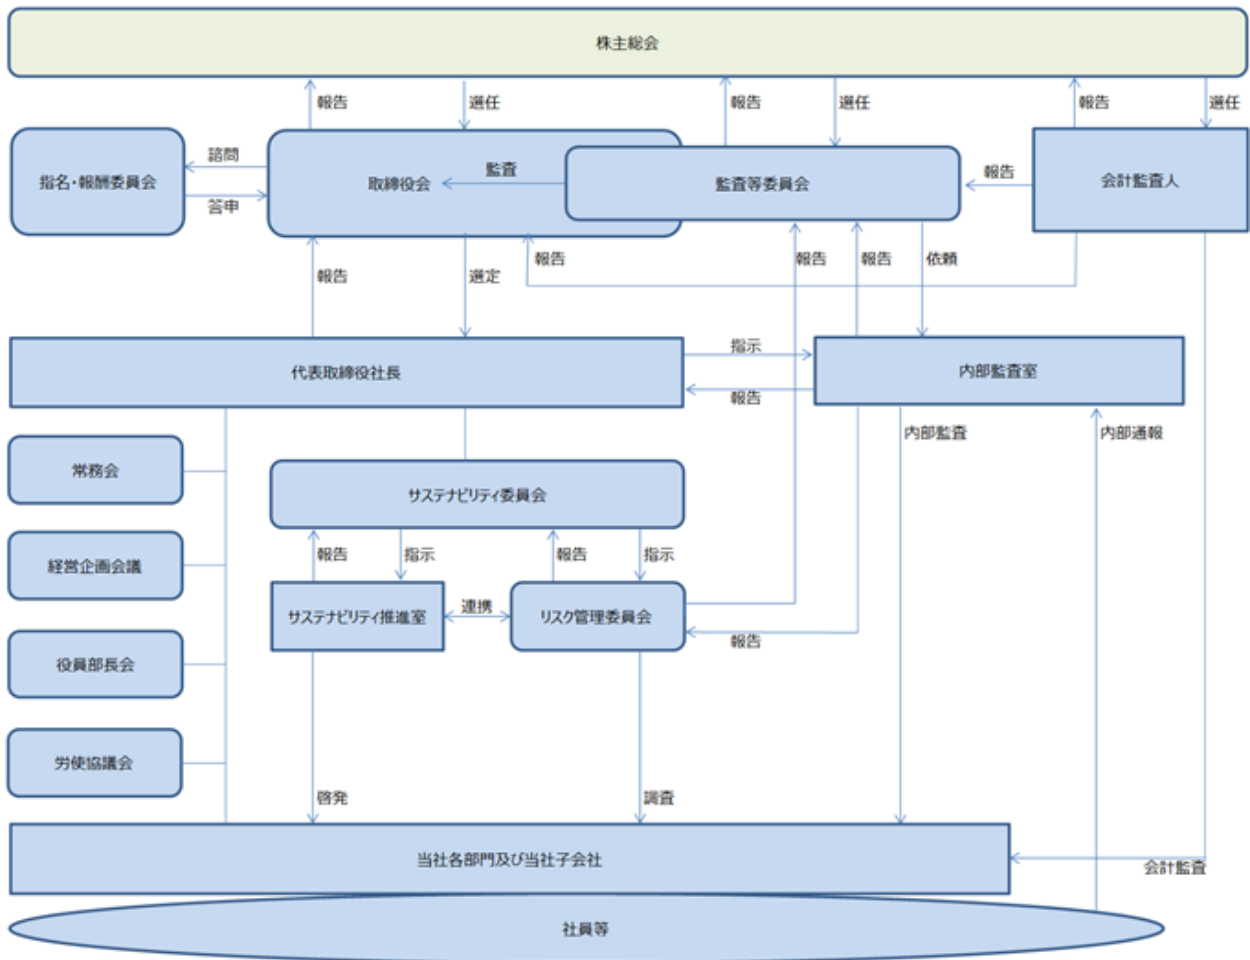 株主総会
報告
選任
報告
選任
報告
選任
指名・報酬委員会
諮問
答申
取締役会
監査
監査等委員会
報告
会計監査人
報告
選定
報告
報告
報告
依頼
代表取締役社長
指示
報告
内部監査室
内部監査
内部通報
常務会
サステナビリティ委員会
経営企画会議
報告
指示
報告
指示
サステナビリティ推進室
連携
リスク管理委員会
報告
役員部長会
労使協議会
啓発
調査
当社各部門及び当社子会社
会計監査
社員等